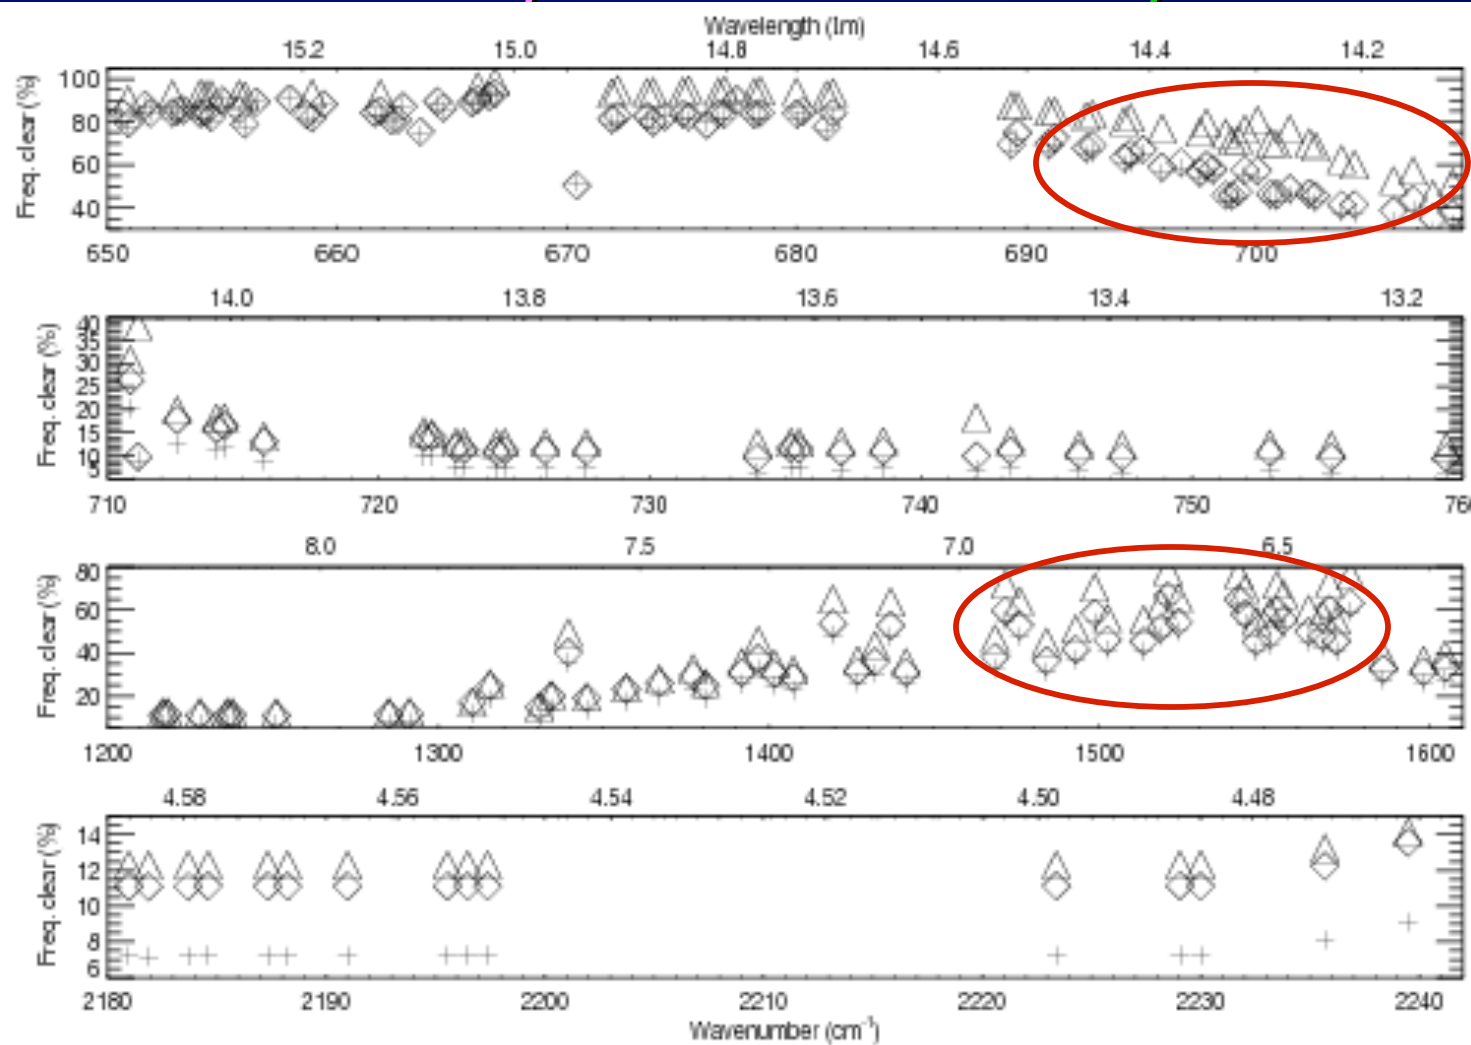 Wavelength (1m)
15.2 15.0 14.8 14.6 14.4 14.2
Freq. clear (%)
100
80
60
40
650 660 670 680 690 700
14.0 13.8 13.6 13.4 13.2
Freq. clear (%)
40
35
30
25
20
15
10
5
710 720 730 740 750 76
8.0 7.5 7.0 6.5
Freq. clear (%)
80
60
40
20
1200 1300 1400 1500 1600
4.58 4.56 4.54 4.52 4.50 4.48
Freq. clear (%)
14
12
10
8
6
2180 2190 2200 2210 2220 2230 2240
Wavenumber (cm⁻¹)